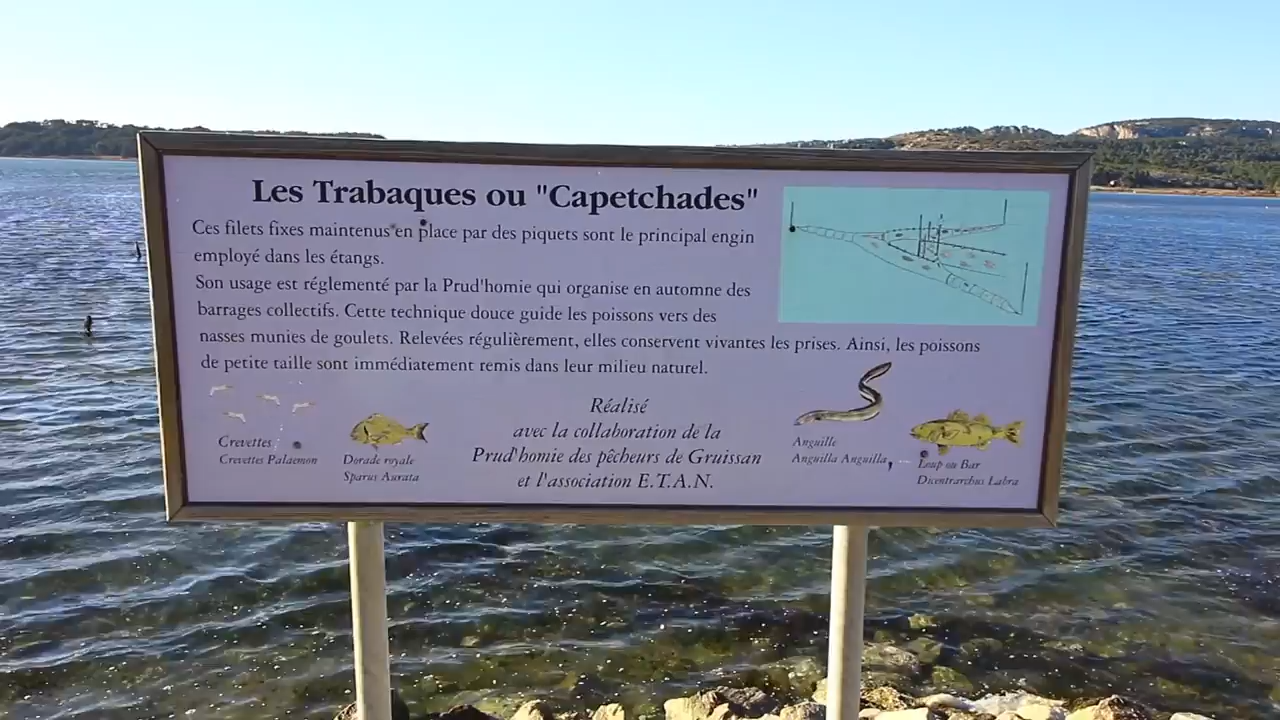 Les Trabaques ou "Capetchades"
Ces filets fixes maintenus en place par des piquets sont le principal engin
employé dans les étangs.
Son usage est réglementé par la Prud'homie qui organise en automne des
barrages collectifs. Cette technique douce guide les poissons vers des
nasses munies de goulets. Relevées régulièrement, elles conservent vivantes les prises. Ainsi, les poissons
de petite taille sont immédiatement remis dans leur milieu naturel.
Crevettes
Crevettes Palaemon
Dorade royale
Sparus Aurata
Réalisé
avec la collaboration de la
Prud'homie des pêcheurs de Gruissan
et l'association E.T.A.N.
Anguille
Anguilla Anguilla
Loup ou Bar
Dicentrarchus Labra